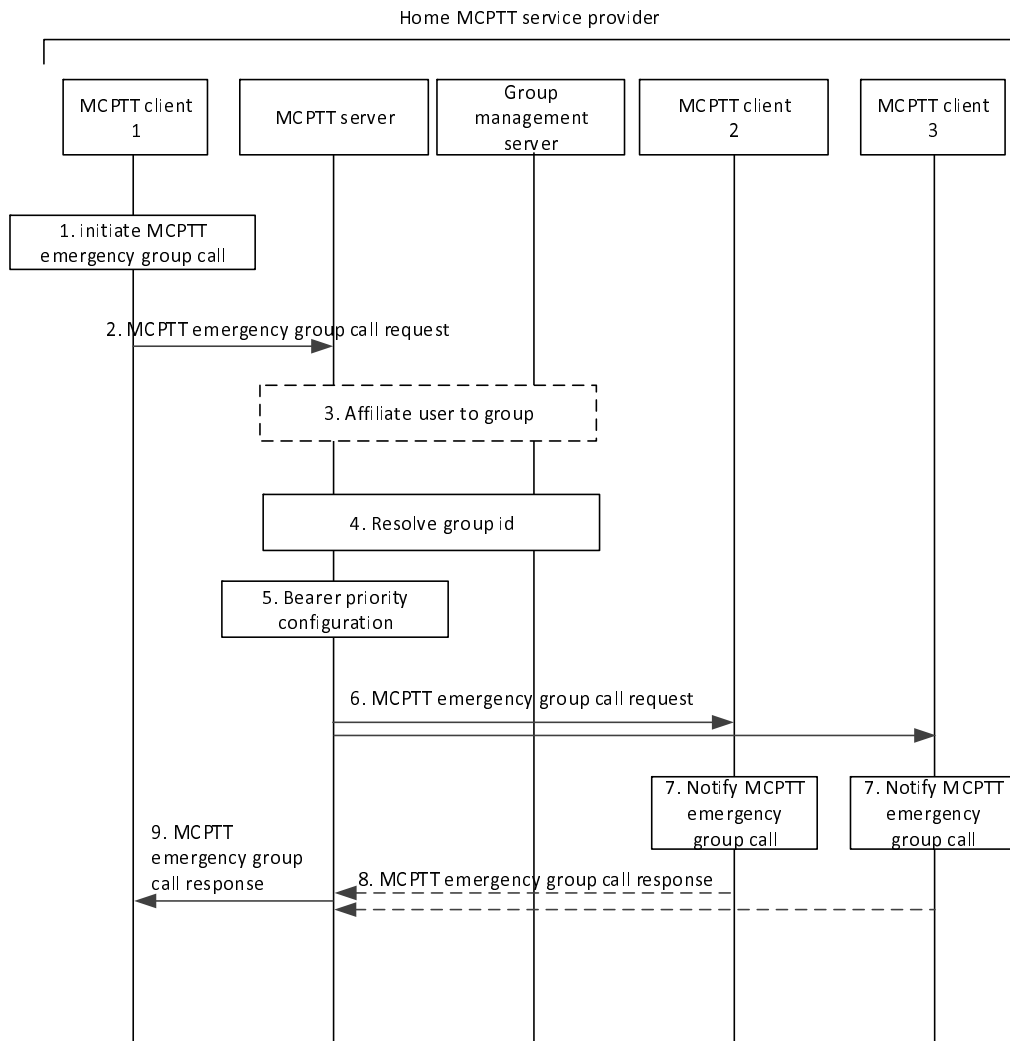 Home MCPTT service provider
MCPTT client
1
MCPTT server
Group
management
server
MCPTT client
2
MCPTT client
3
1. initiate MCPTT
emergency group call
2. MCPTT emergency group call request
3. Affiliate user to group
4. Resolve group id
5. Bearer priority
configuration
6. MCPTT emergency group call request
7. Notify MCPTT
emergency
group call
7. Notify MCPTT
emergency
group call
9. MCPTT
emergency group
call response
8. MCPTT emergency group call response